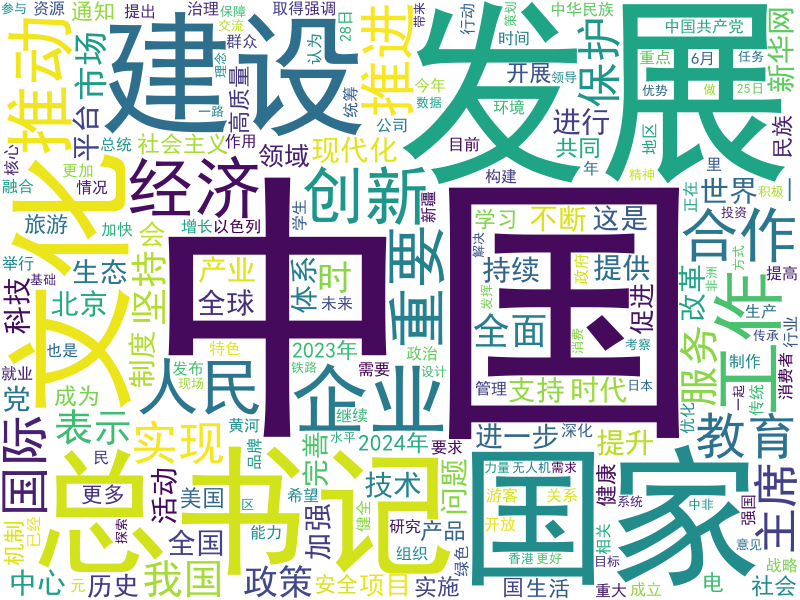 参与
资源
通知
提出
治理
保障
取得
强调
28日
认为
时间
中华民族
中国共产党
带来
策划
行动
重点
6月
任务
新华网
交流
群众
理念
一路
统筹
领导
今年
数据
优势
做
25日
推动
市场
平台
高质量
建设
推进
发展
保护
开展
环境
进行
共同
地区
民族
核心
总统
社会主义
作用
公司
目前
年
里
融合
更加
情况
领域
现代化
构建
精神
正在
积极
旅游
加快
增长
以色列
经济
学生
新疆
创新
学习
不断
这是
世界
一
投资
合作
举行
基础
生态
坚持
会
产业
全球
体系
时
未来
重要
解决
持续
政府
提供
促进
改革
非洲
方式
提高
科技
北京
制度
发布
特色
现场
2023年
铁路
政治
设计
需要
发挥
全面
消费
考察
服务
生产
行业
传承
文化
中国
工作
就业
也是
成为
党
人民
黄河
继续
企业
管理
支持
时代
日本
优化
制作
一起
传统
消费者
国际
表示
实现
品牌
水平
2024年
要求
进一步
深化
提升
教育
民
总书记
更多
活动
美国
希望
完善
技术
问题
力量
无人机
需求
国家
健康
主席
强国
机制
已经
探索
区
全国
能力
健全
加强
研究
产品
游客
关系
开放
系统
中非
相关
意见
组织
绿色
香港
更好
目标
战略
中心
元
历史
我国
政策
安全
项目
实施
国
生活
重大
成立
电
社会